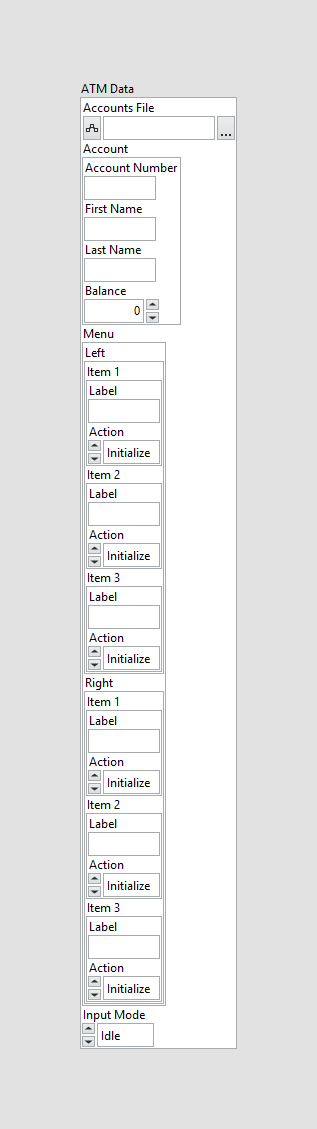 ATM Data
Accounts File
...
Account
Account Number
First Name
Last Name
Balance
0
Menu
Left
Item 1
Label
Action
Initialize
Item 2
Label
Action
Initialize
Item 3
Label
Action
Initialize
Right
Item 1
Label
Action
Initialize
Item 2
Label
Action
Initialize
Item 3
Label
Action
Initialize
Input Mode
Idle